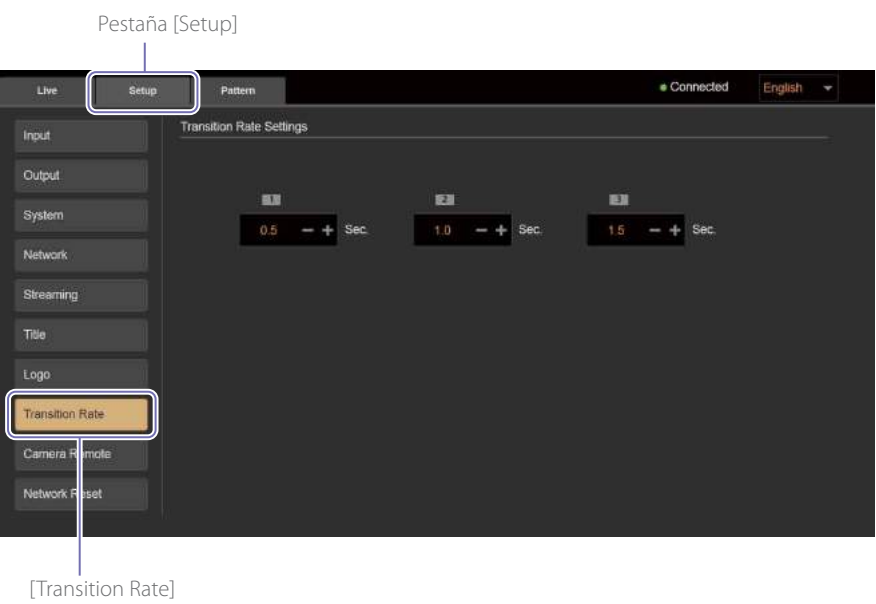 Pestaña [Setup]
Live Setup Pattern Connected English
Transition Rate Settings
Input
Output
System
Network
Streaming
Title
Logo
Transition Rate
Camera Remote
Network Reset
1 2 3
0.5 − + Sec. 1.0 − + Sec. 1.5 − + Sec.
[Transition Rate]